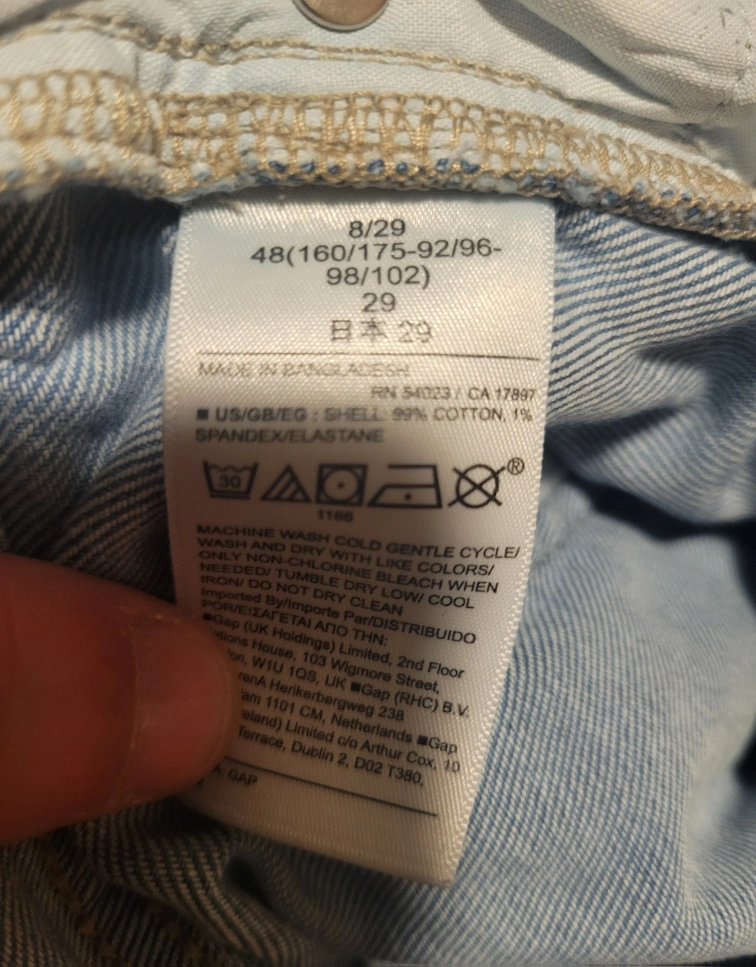 8/29
48(160/175-92/96-
98/102)
29
日本 29
MADE IN BANGLADESH
RN 54023 / CA 17897
■ US/GB/EG : SHELL: 99% COTTON, 1%
SPANDEX/ELASTANE
30
®
1166
MACHINE WASH COLD GENTLE CYCLE/
WASH AND DRY WITH LIKE COLORS/
ONLY NON-CHLORINE BLEACH WHEN
NEEDED/ TUMBLE DRY LOW/ COOL
IRON/ DO NOT DRY CLEAN
Imported By/Importe Par/DISTRIBUIDO
POR/ΕΙΣΑΓΕΤΑΙ ΑΠΟ ΤΗΝ:
■Gap (UK Holdings) Limited, 2nd Floor
House, 103 Wigmore Street,
W1U 1QS, UK ■Gap (RHC) B.V.
Herikerbergweg 238
1101 CM, Netherlands ■Gap
Limited c/o Arthur Cox, 10
Terrace, Dublin 2, D02 T380,
GAP